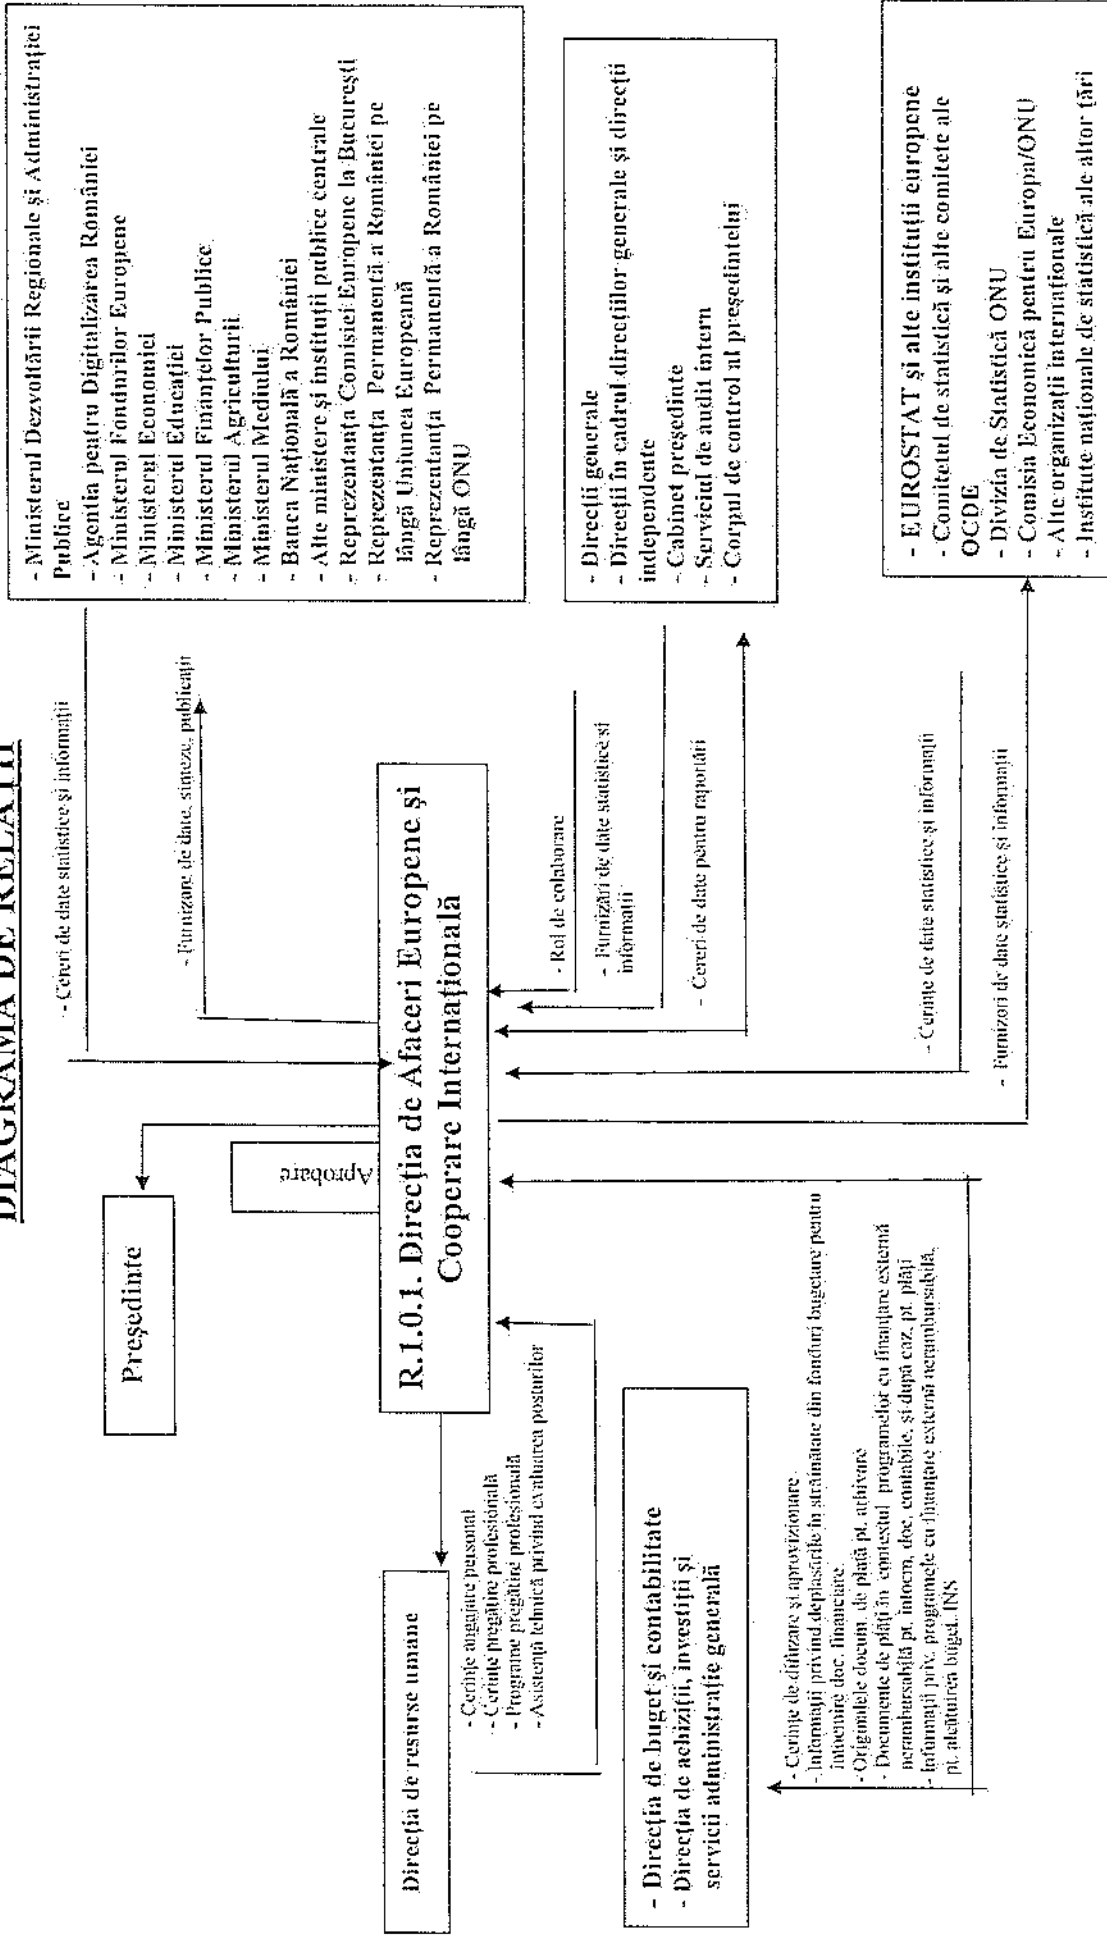 DIAGRAMA DE RELAȚII
Președinte
Aprobare
R.1.0.1. Direcția de Afaceri Europene și
Cooperare Internațională
- Cereri de date statistice și informații
- Furnizare de date, sinteze, publicații
- Ministerul Dezvoltării Regionale și Administrației
Publice
- Agentia pentru Digitalizarea României
- Ministerul Fondurilor Europene
- Ministerul Economiei
- Ministerul Educației
- Ministerul Finanțelor Publice
- Ministerul Agriculturii
- Ministerul Mediului
- Banca Națională a României
- Alte ministere și instituții publice centrale
- Reprezentanța Comisiei Europene la București
- Reprezentanța Permanentă a României pe
lângă Uniunea Europeană
- Reprezentanța Permanentă a României pe
lângă ONU
Direcția de resurse umane
- Cerințe angajare personal
- Cerințe pregătire profesională
- Programe pregătire profesională
- Asistență tehnică privind evaluarea posturilor
- Rol de colaborare
- Furnizări de date statistice și
informații
- Cereri de date pentru raportări
- Direcții generale
- Direcții în cadrul direcțiilor generale și direcții
independente
- Cabinet președinte
- Serviciul de audit intern
- Corpul de control al președintelui
- Direcția de buget și contabilitate
- Direcția de achiziții, investiții și
servicii administrație generală
- Cerințe de difuzare și aprovizionare
- Informații privind deplasările în străinătate din fonduri bugetare pentru
întocmire doc. financiare
- Originalele docum. de plată pt. arhivare
- Documente de plăți în contextul programelor cu finanțare externă
nerambursabilă pt. întocm. doc. contabile, și după caz, pt. plăți
- Informații priv. programele cu finanțare externă nerambursabilă,
pt. alcătuirea buget. INS
- Cerințe de date statistice și informații
- Furnizori de date statistice și informații
- EUROSTAT și alte instituții europene
- Comitetul de statistică și alte comitete ale
OCDE
- Divizia de Statistică ONU
- Comisia Economică pentru Europa/ONU
- Alte organizații internaționale
- Institute naționale de statistică ale altor țări